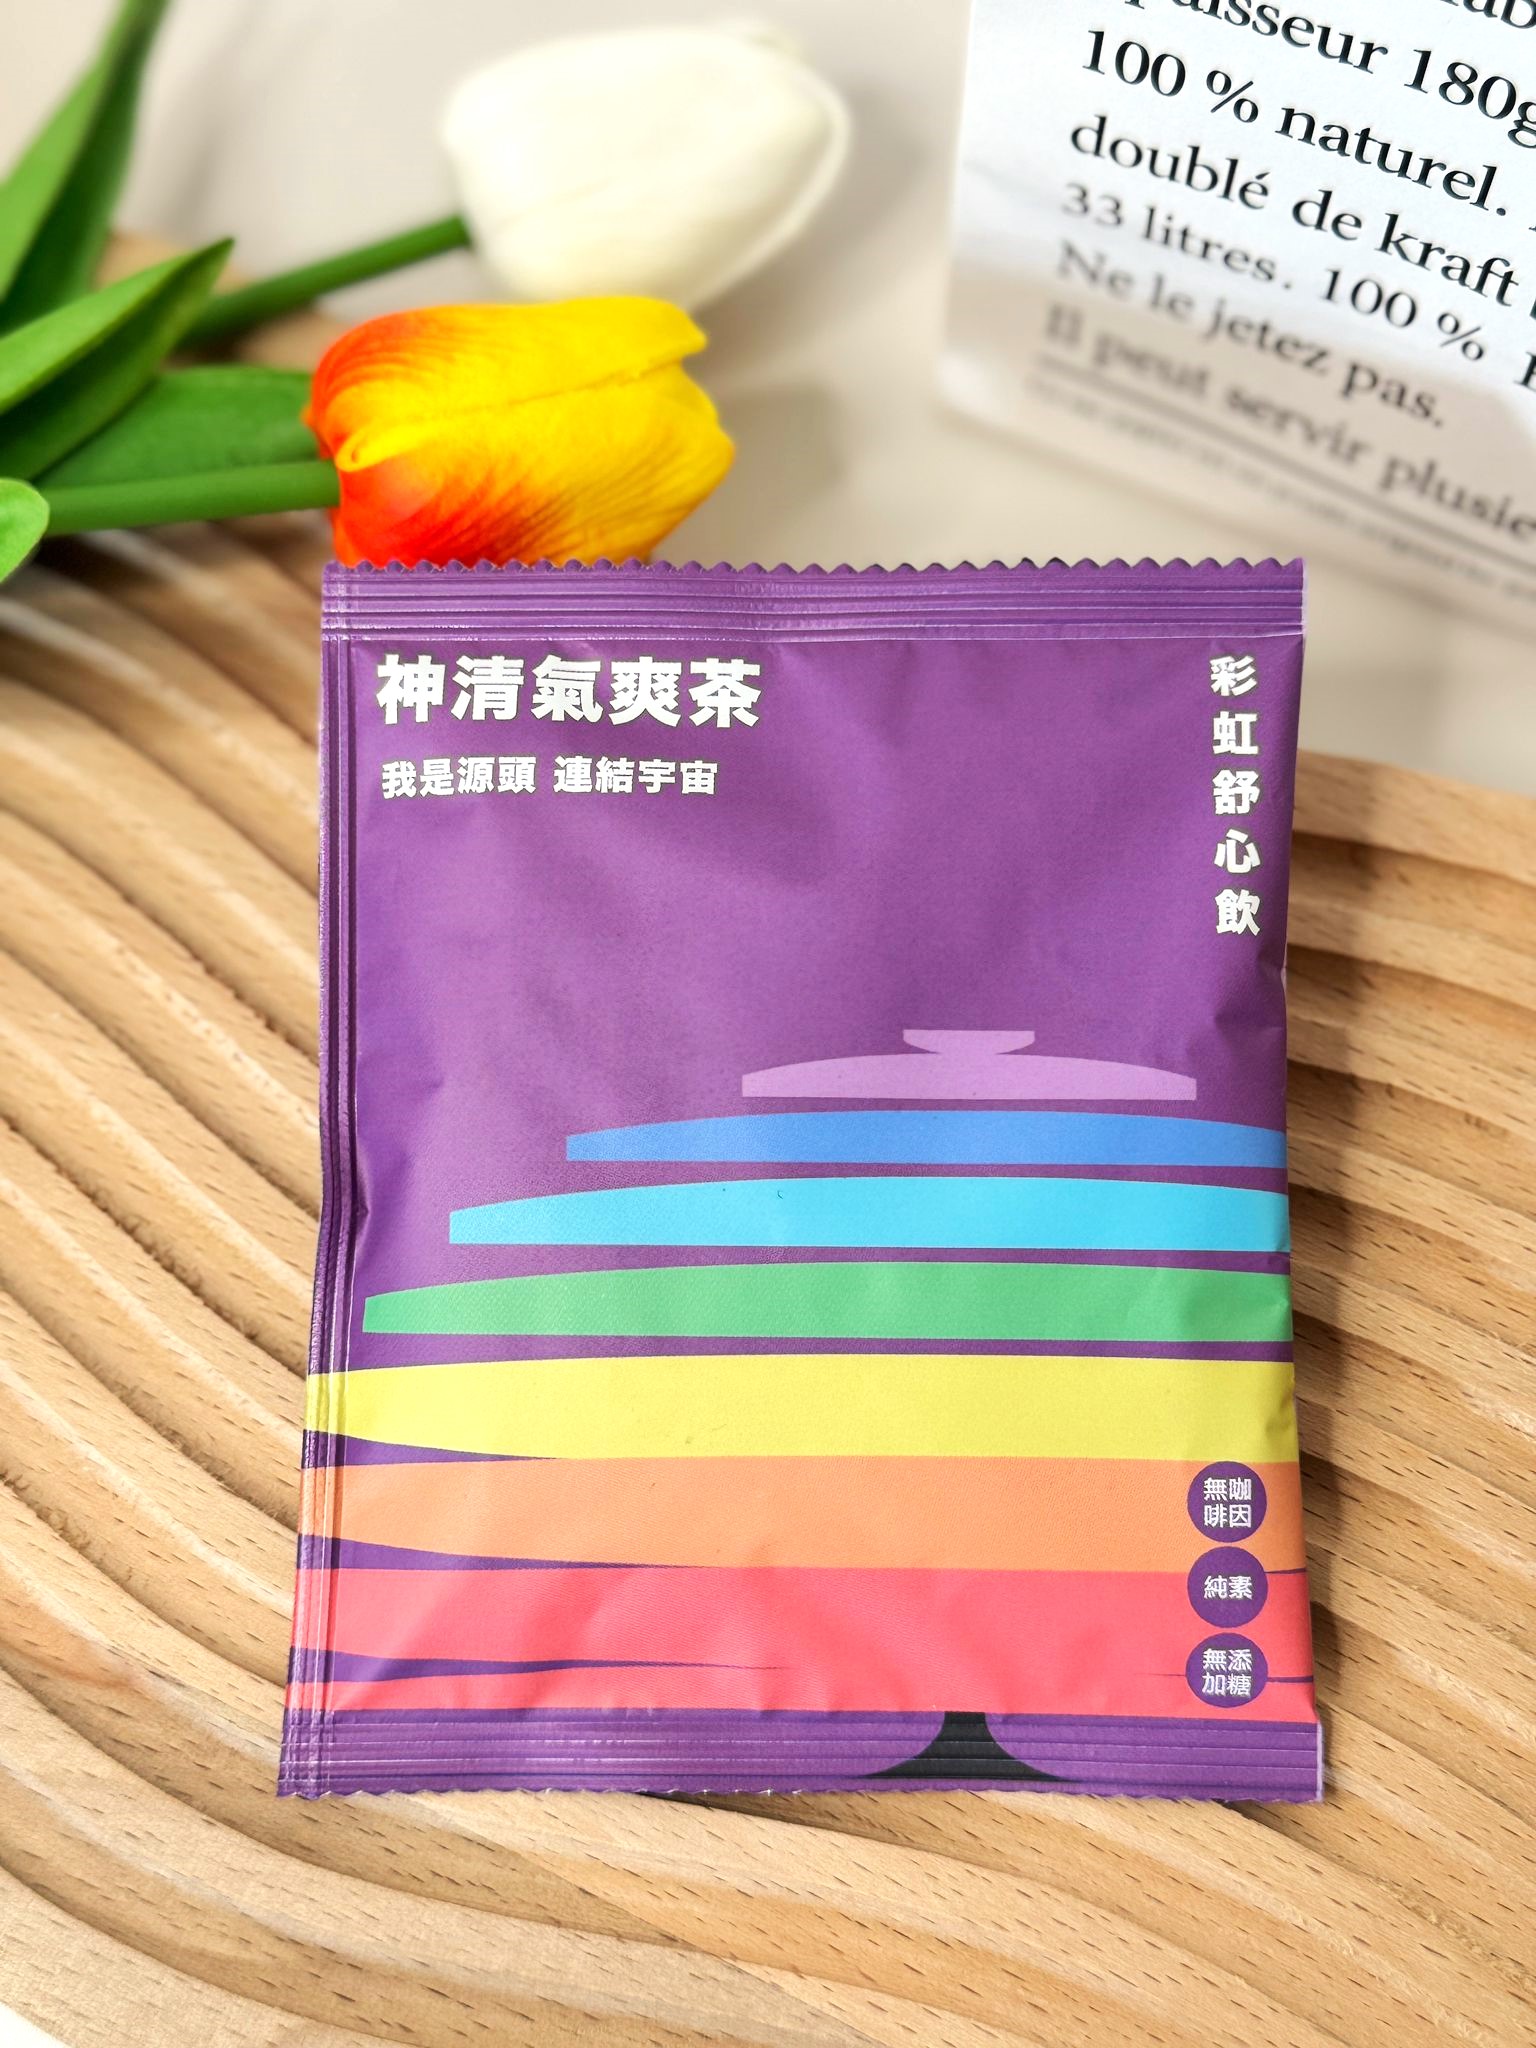 paisseur 180g
100 % naturel.
doublé de kraft
33 litres. 100 %
Ne le jetez pas.
Il peut servir plusie
神清氣爽茶
我是源頭 連結宇宙
彩虹舒心飲
無咖
啡因
純素
無添
加糖